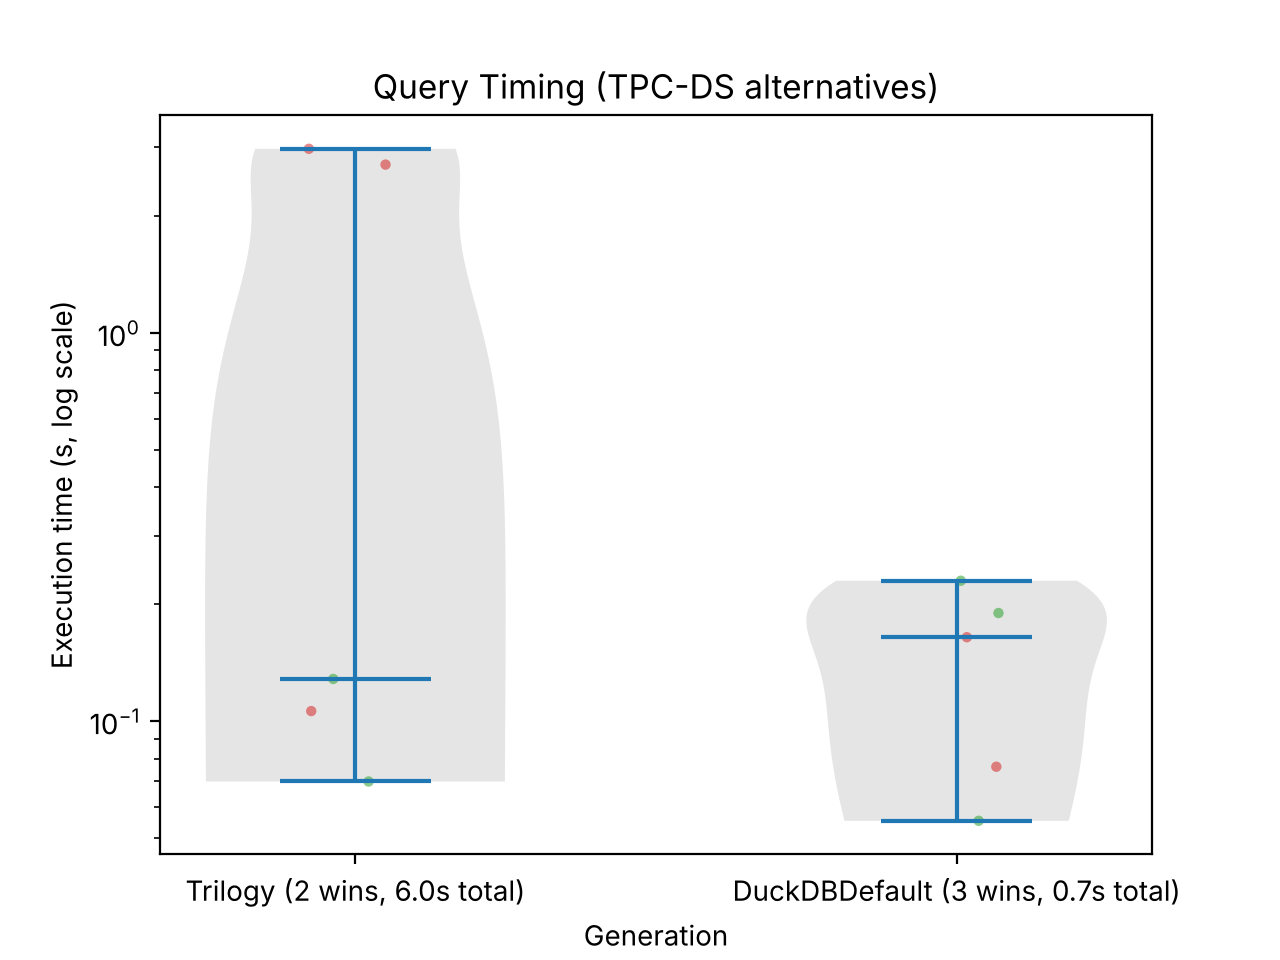 Query Timing (TPC-DS alternatives)
Execution time (s, log scale)
10⁰
10⁻¹
Trilogy (2 wins, 6.0s total)
DuckDBDefault (3 wins, 0.7s total)
Generation